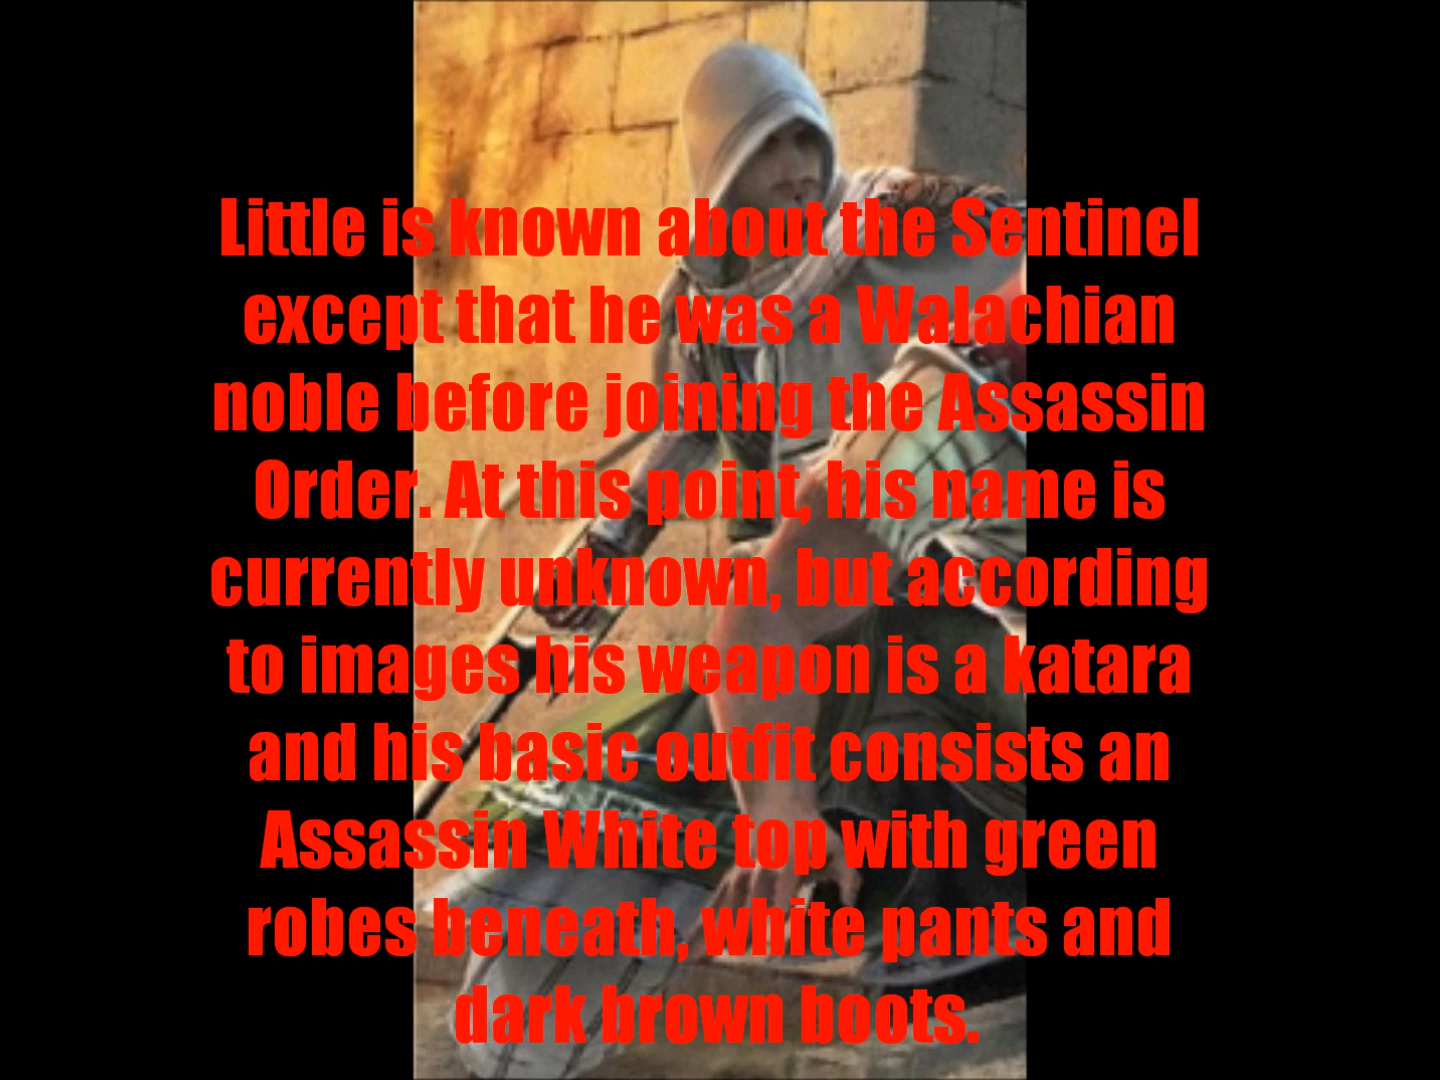 Little is known about the Sentinel
except that he was a Walachian
noble before joining the Assassin
Order. At this point, his name is
currently unknown, but according
to images his weapon is a katara
and his basic outfit consists an
Assassin White top with green
robes beneath, white pants and
dark brown boots.